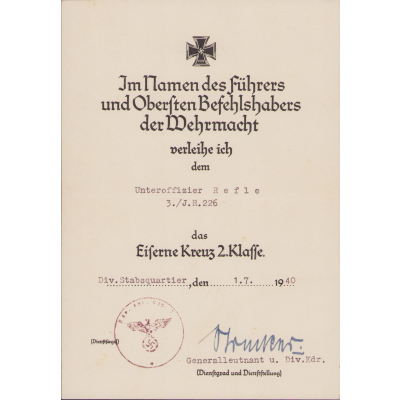 Im Namen des Führers
und Obersten Befehlshabers
der Wehrmacht
verleihe ich
dem
Unteroffizier R e f l e
3./J.R.226
das
Eiserne Kreuz 2. Klasse.
Div.Stabsquartier, den 1.7. 1940
(Dienstsiegel)
Generalleutnant u. Div.Kdr.
(Dienstgrad und Dienststellung)